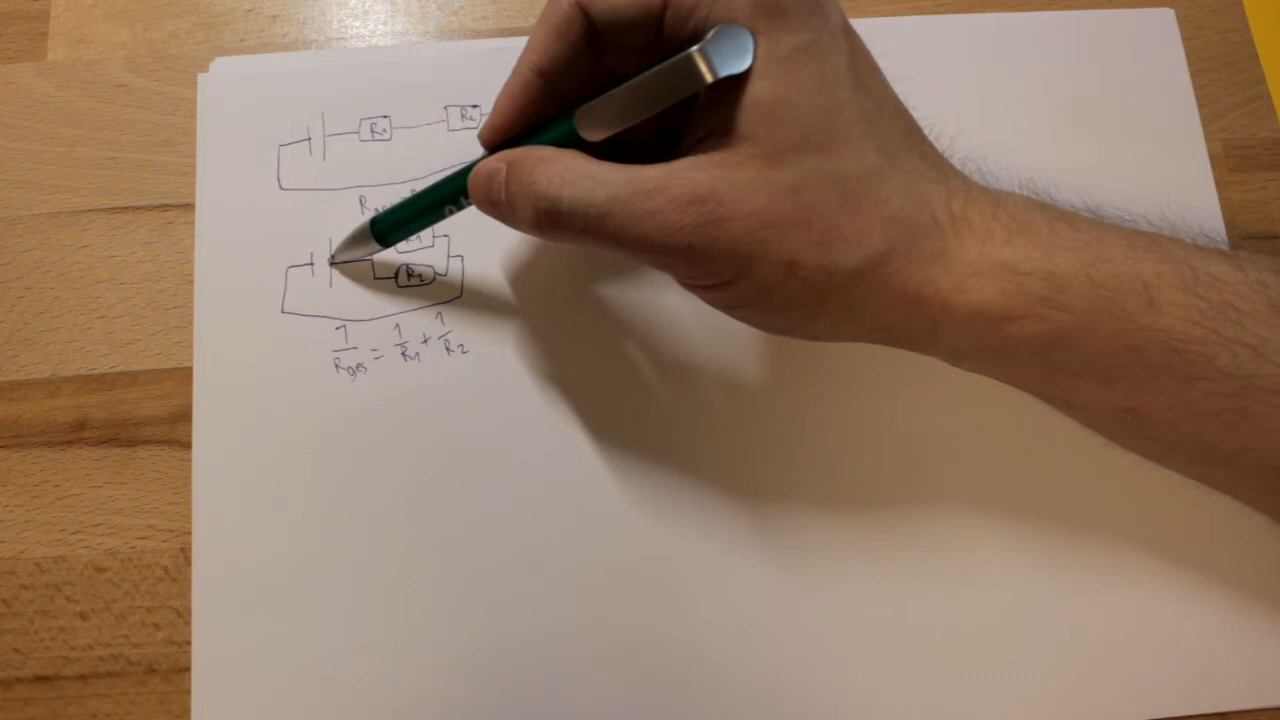 R₁ R₂
R₁
R₂
1/Rges = 1/R₁ + 1/R₂